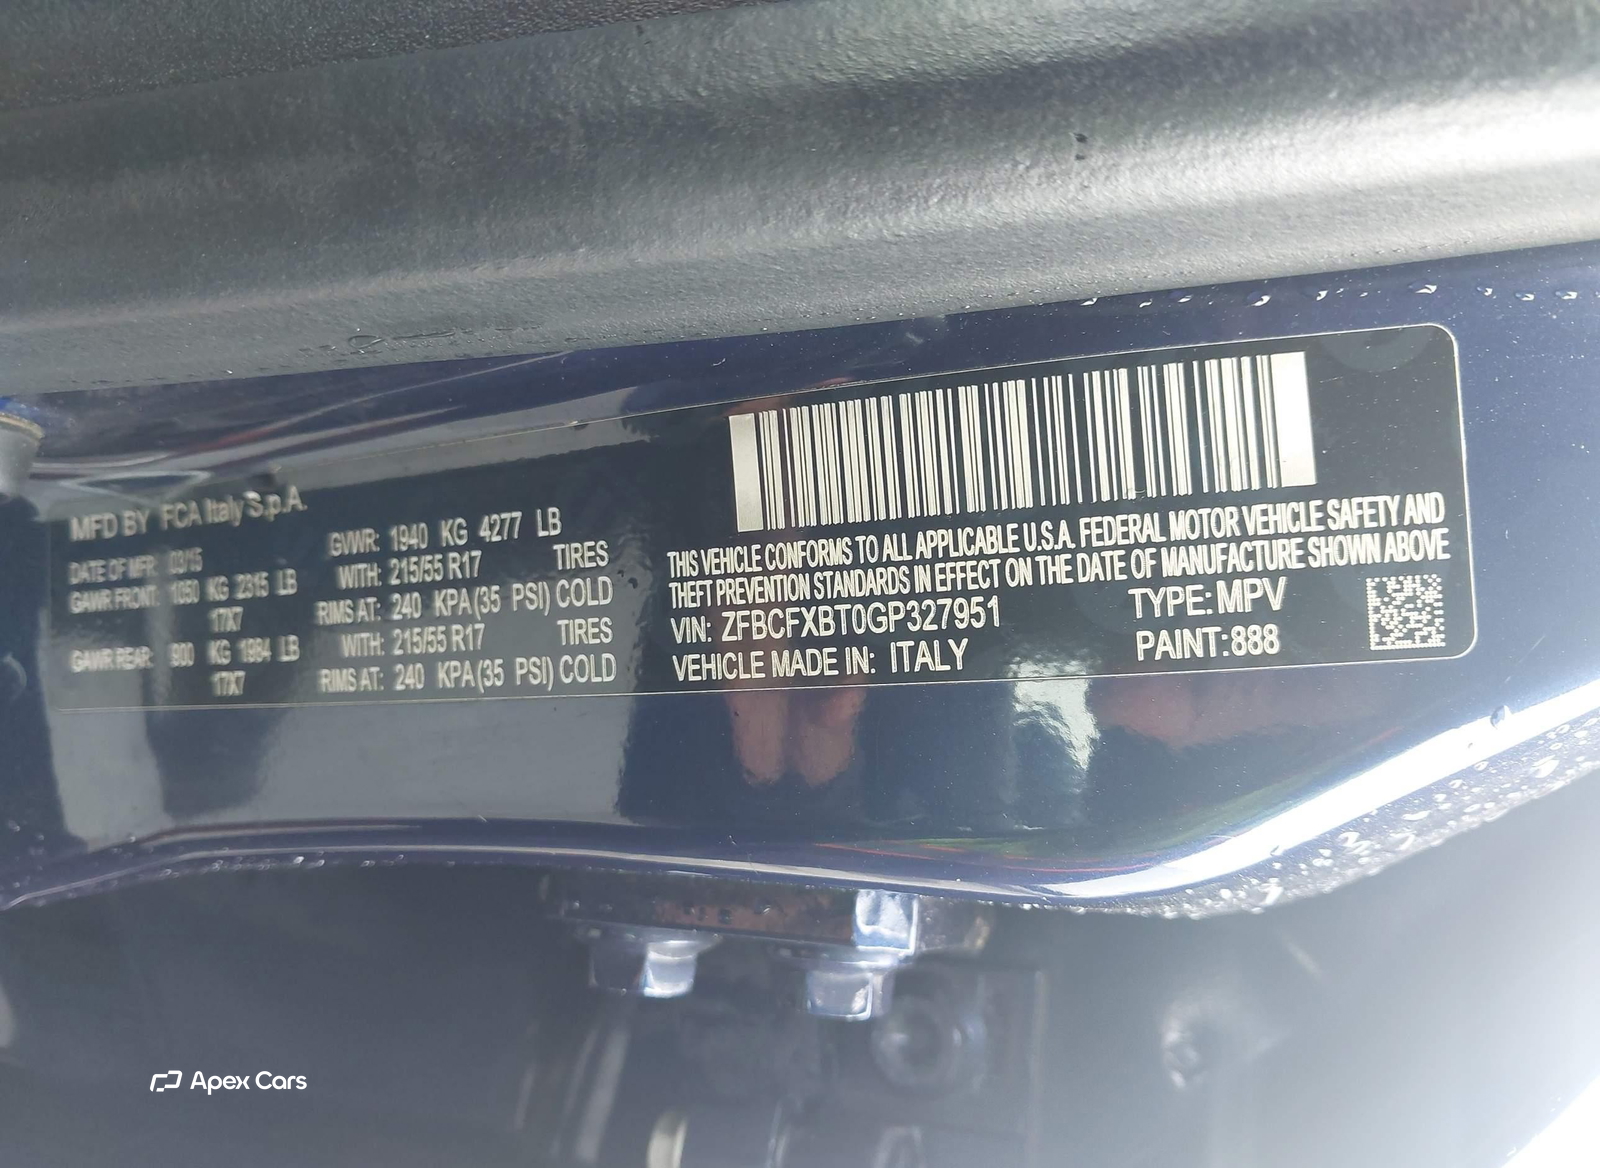 MFD BY FCA Italy S.p.A.
DATE OF MFR: 03/15
GVWR: 1940 KG 4277 LB
GAWR FRONT: 1050 KG 2315 LB
WITH: 215/55 R17 TIRES
17X7 RIMS AT: 240 KPA(35 PSI) COLD
GAWR REAR: 900 KG 1984 LB
WITH: 215/55 R17 TIRES
17X7 RIMS AT: 240 KPA(35 PSI) COLD
THIS VEHICLE CONFORMS TO ALL APPLICABLE U.S.A. FEDERAL MOTOR VEHICLE SAFETY AND
THEFT PREVENTION STANDARDS IN EFFECT ON THE DATE OF MANUFACTURE SHOWN ABOVE
VIN: ZFBCFXBT0GP327951 TYPE: MPV
VEHICLE MADE IN: ITALY PAINT: 888
Apex Cars